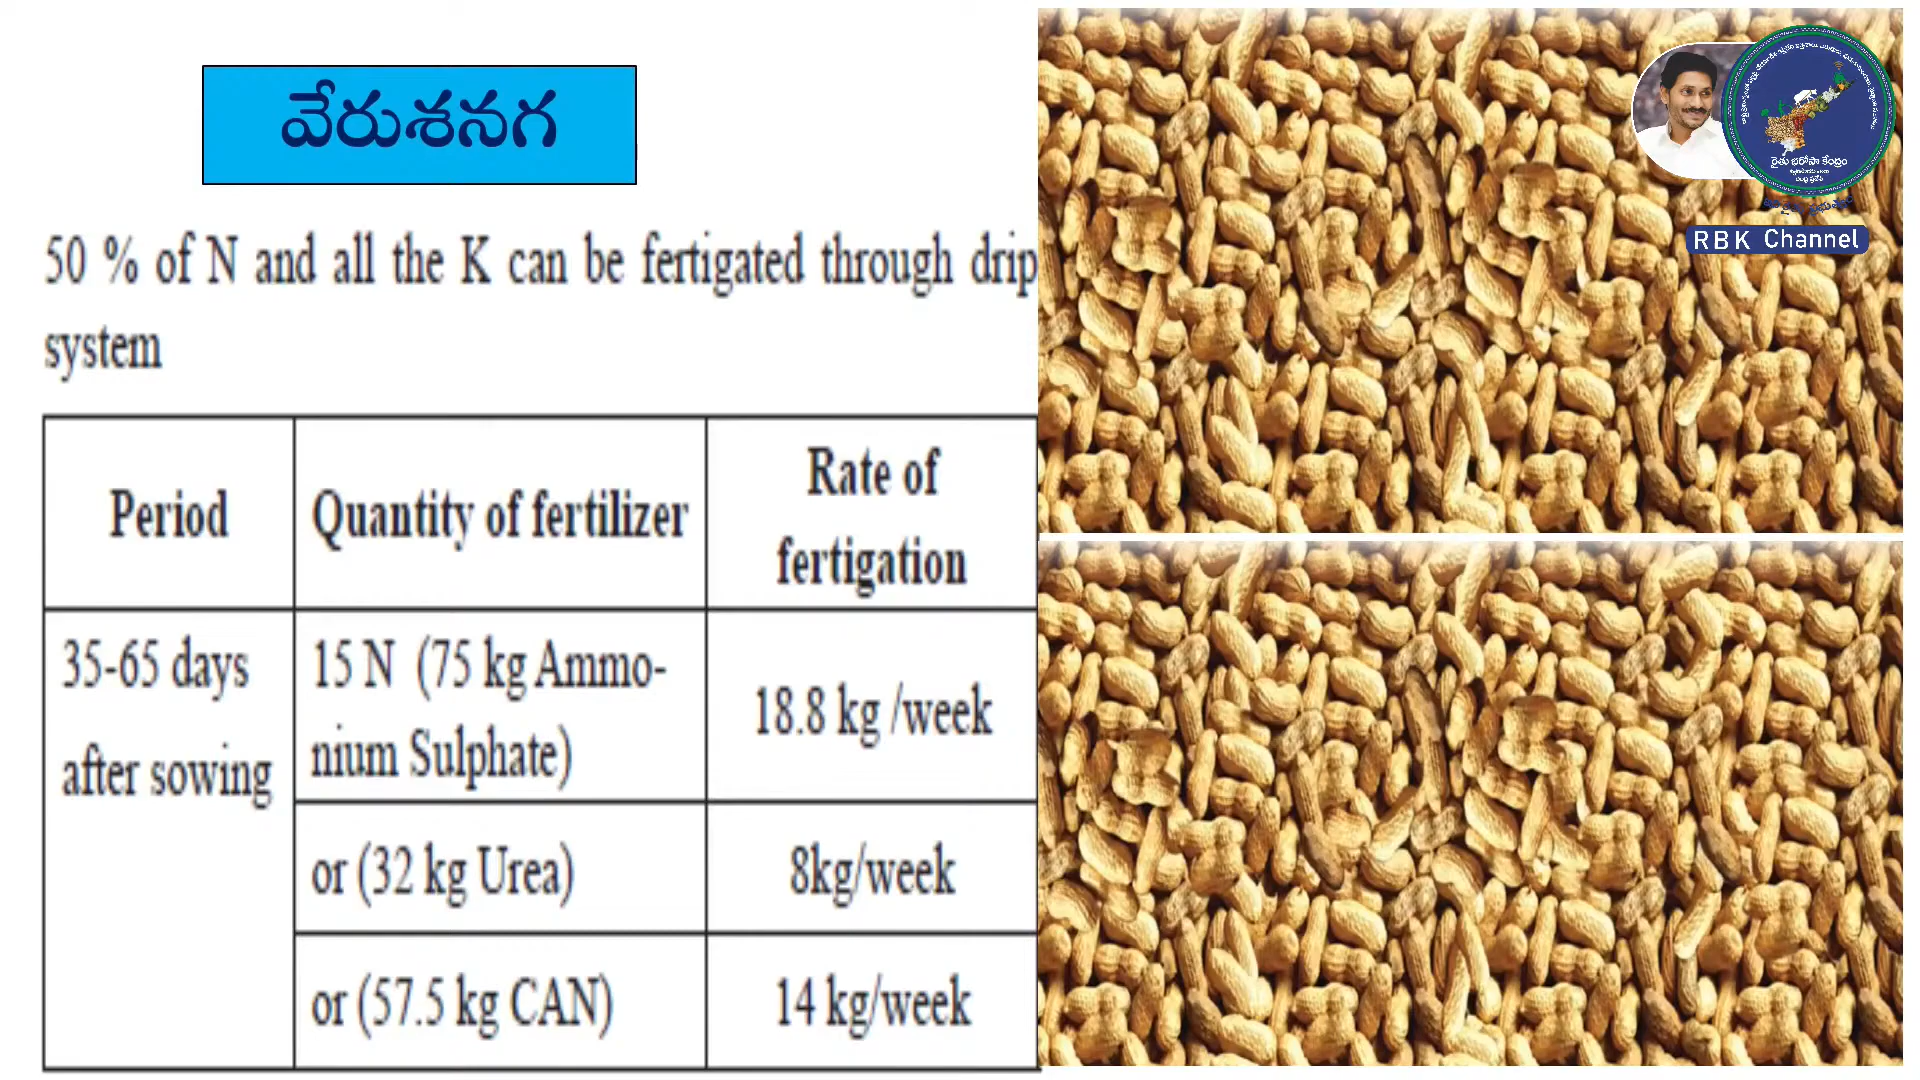 వేరుశనగ
50 % of N and all the K can be fertigated through drip
system
Period
Quantity of fertilizer
Rate of
fertigation
35-65 days
after sowing
15 N (75 kg Ammo-
nium Sulphate)
18.8 kg /week
or (32 kg Urea)
8kg/week
or (57.5 kg CAN)
14 kg/week
రైతు భరోసా కేంద్రం
RBK Channel